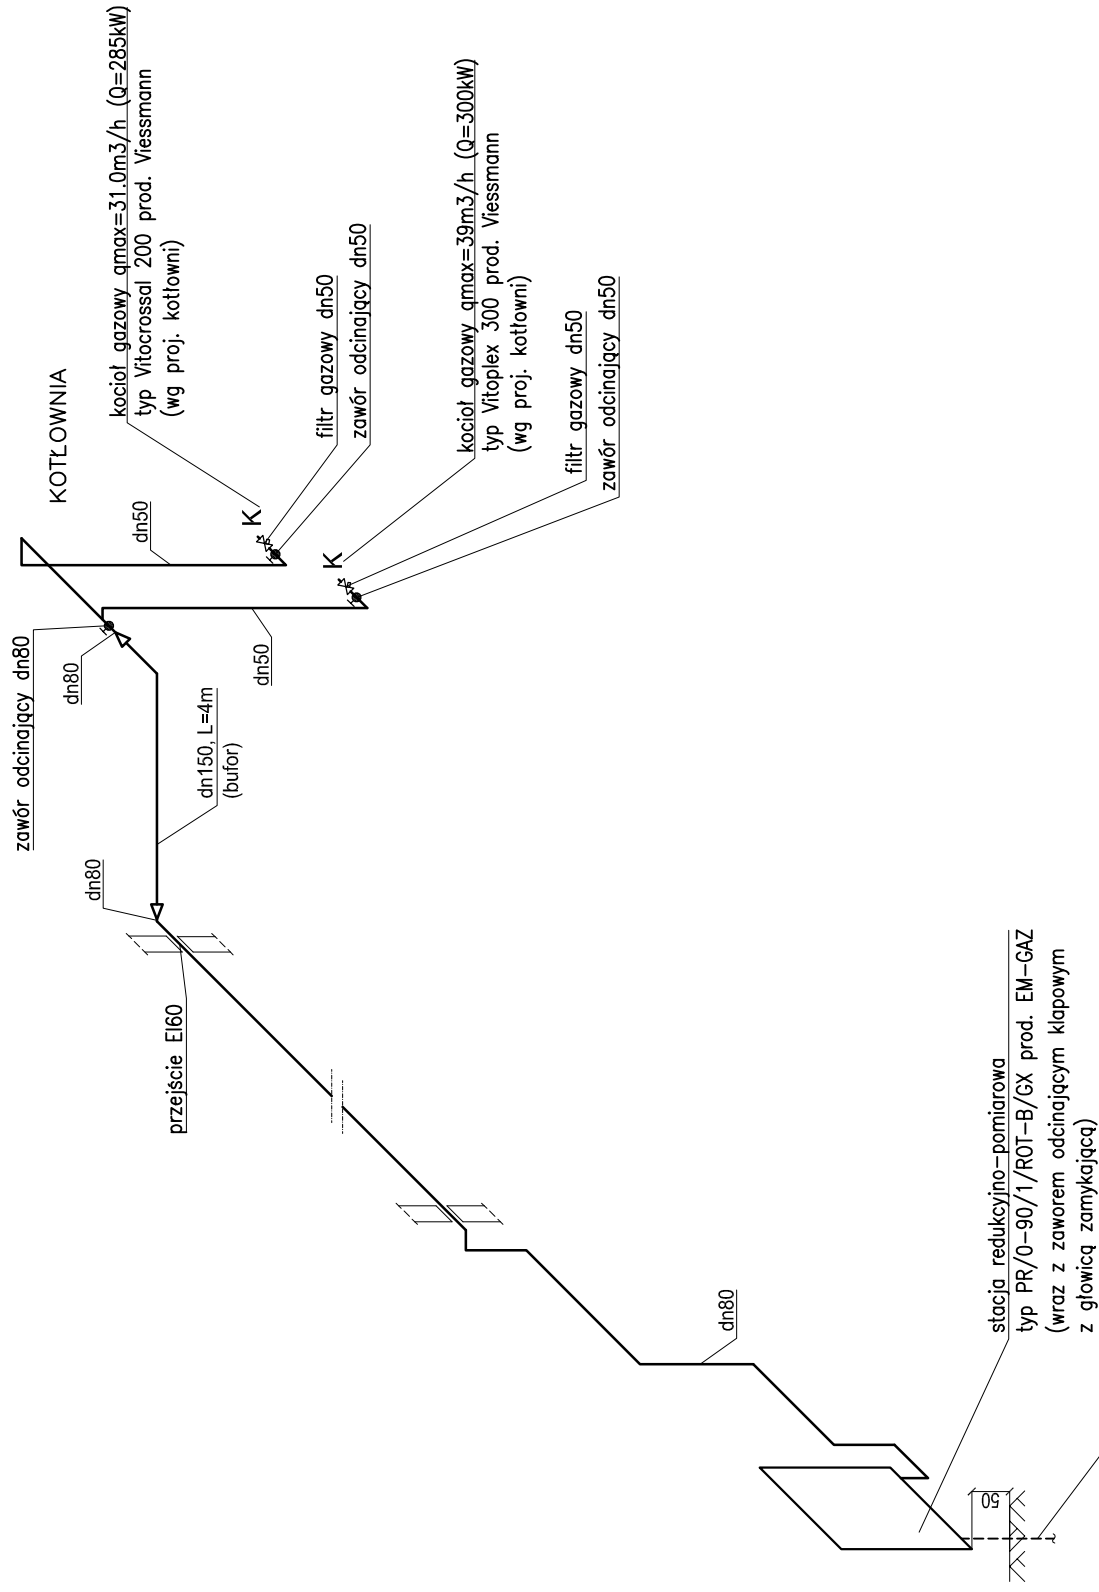 KOTŁOWNIA
kocioł gazowy qmax=31.0m3/h (Q=285kW)
typ Vitocrossal 200 prod. Viessmann
(wg proj. kotłowni)
dn50
K
filtr gazowy dn50
zawór odcinający dn50
kocioł gazowy qmax=39m3/h (Q=300kW)
typ Vitoplex 300 prod. Viessmann
(wg proj. kotłowni)
K
filtr gazowy dn50
zawór odcinający dn50
dn50
zawór odcinający dn80
dn80
dn150, L=4m
(bufor)
dn80
przejście EI60
dn80
stacja redukcyjno-pomiarowa
typ PR/0-90/1/ROT-B/GX prod. EM-GAZ
(wraz z zaworem odcinającym klapowym
z głowicą zamykającą)
50